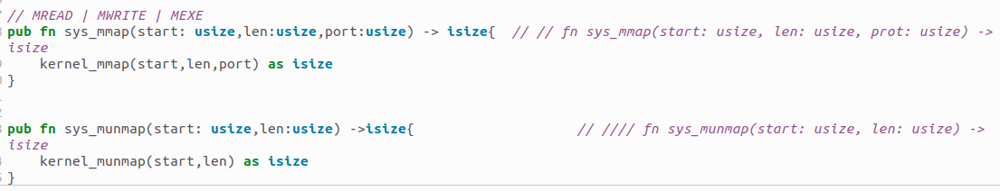 // MREAD | MWRITE | MEXE
pub fn sys_mmap(start: usize,len:usize,port:usize) -> isize{  // // fn sys_mmap(start: usize, len: usize, prot: usize) ->
isize
    kernel_mmap(start,len,port) as isize
}
pub fn sys_munmap(start: usize,len:usize) ->isize{                    // //// fn sys_munmap(start: usize, len: usize) ->
isize
    kernel_munmap(start,len) as isize
}